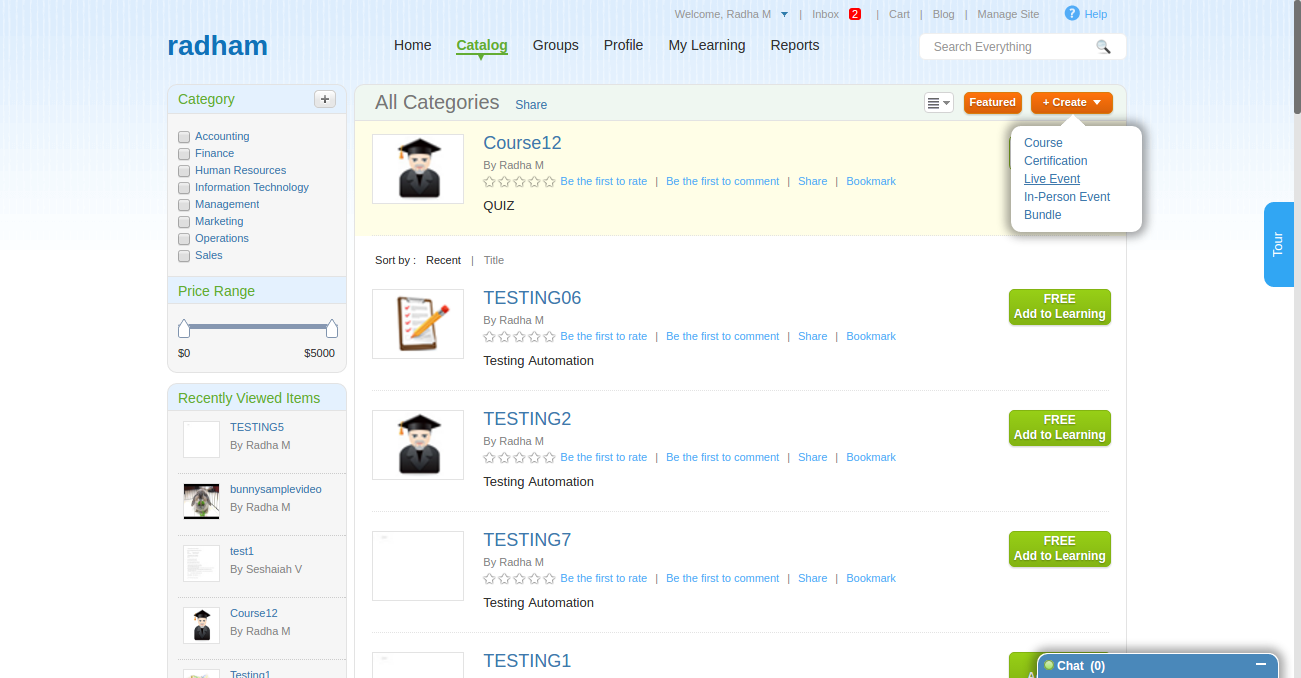 Welcome, Radha M | Inbox 2 | Cart | Blog | Manage Site ? Help
radham
Home Catalog Groups Profile My Learning Reports
Search Everything
Category +
Accounting
Finance
Human Resources
Information Technology
Management
Marketing
Operations
Sales
Price Range
$0 $5000
Recently Viewed Items
TESTING5
By Radha M
bunnysamplevideo
By Radha M
test1
By Seshaiah V
Course12
By Radha M
Testing1
All Categories Share
Featured
+ Create
Course
Certification
Live Event
In-Person Event
Bundle
Course12
By Radha M
Be the first to rate | Be the first to comment | Share | Bookmark
QUIZ
Sort by : Recent | Title
TESTING06
By Radha M
Be the first to rate | Be the first to comment | Share | Bookmark
Testing Automation
FREE
Add to Learning
TESTING2
By Radha M
Be the first to rate | Be the first to comment | Share | Bookmark
Testing Automation
FREE
Add to Learning
TESTING7
By Radha M
Be the first to rate | Be the first to comment | Share | Bookmark
Testing Automation
FREE
Add to Learning
TESTING1
Tour
Chat (0)